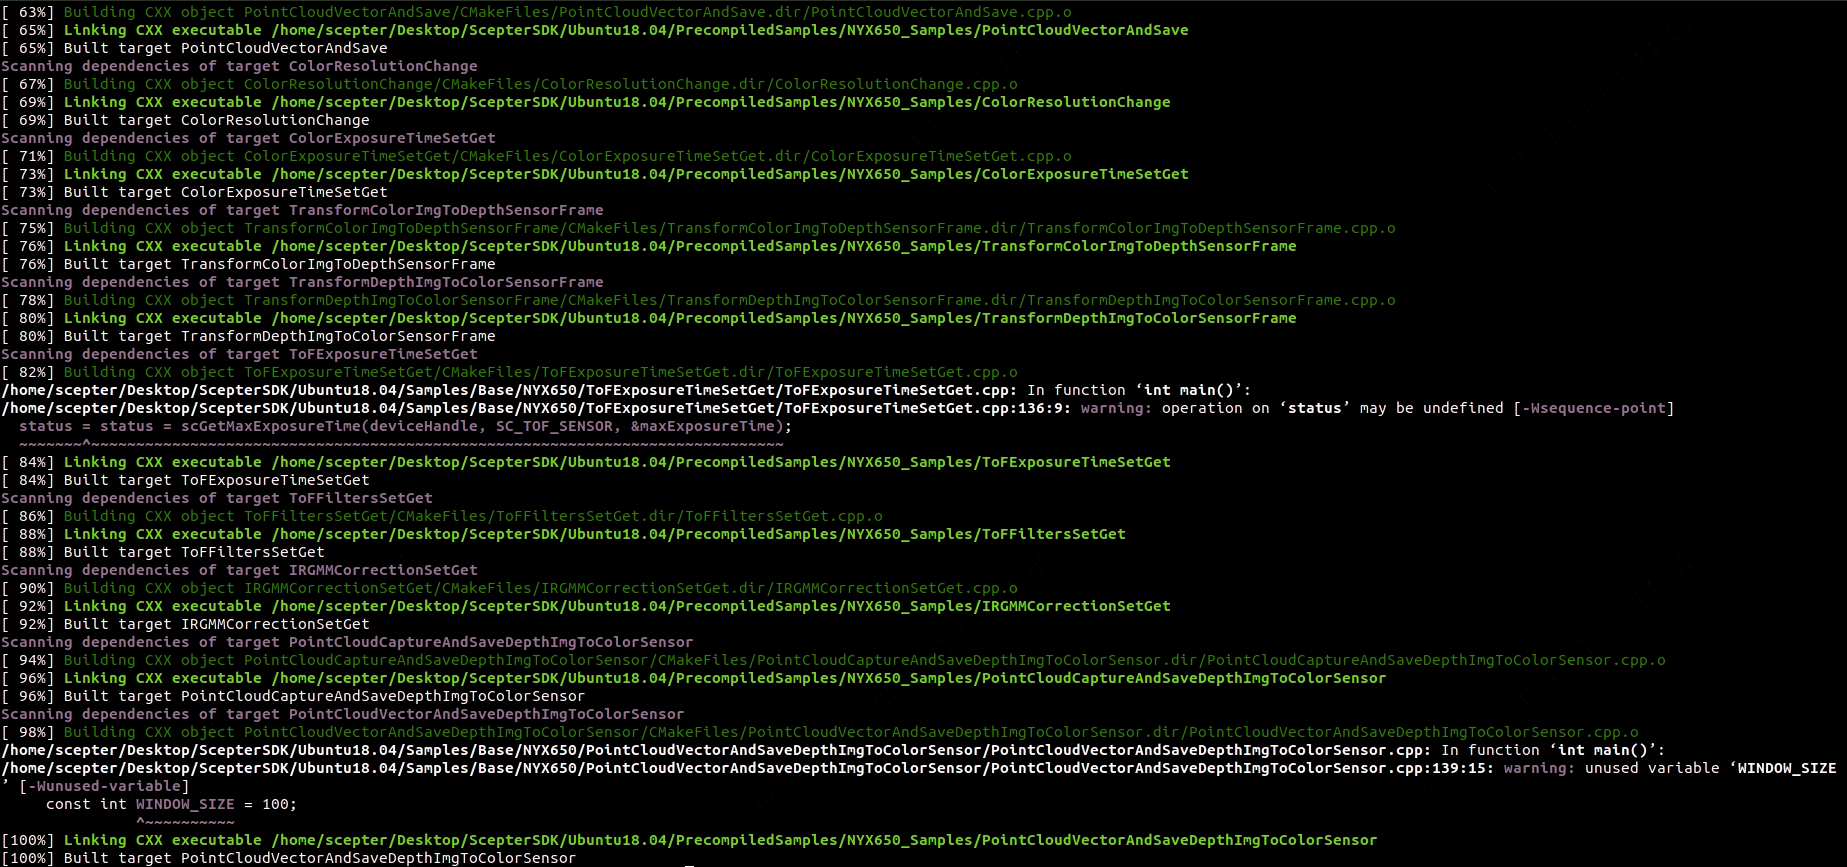 [ 63%] Building CXX object PointCloudVectorAndSave/CMakeFiles/PointCloudVectorAndSave.dir/PointCloudVectorAndSave.cpp.o
[ 65%] Linking CXX executable /home/scepter/Desktop/ScepterSDK/Ubuntu18.04/PrecompiledSamples/NYX650_Samples/PointCloudVectorAndSave
[ 65%] Built target PointCloudVectorAndSave
Scanning dependencies of target ColorResolutionChange
[ 67%] Building CXX object ColorResolutionChange/CMakeFiles/ColorResolutionChange.dir/ColorResolutionChange.cpp.o
[ 69%] Linking CXX executable /home/scepter/Desktop/ScepterSDK/Ubuntu18.04/PrecompiledSamples/NYX650_Samples/ColorResolutionChange
[ 69%] Built target ColorResolutionChange
Scanning dependencies of target ColorExposureTimeSetGet
[ 71%] Building CXX object ColorExposureTimeSetGet/CMakeFiles/ColorExposureTimeSetGet.dir/ColorExposureTimeSetGet.cpp.o
[ 73%] Linking CXX executable /home/scepter/Desktop/ScepterSDK/Ubuntu18.04/PrecompiledSamples/NYX650_Samples/ColorExposureTimeSetGet
[ 73%] Built target ColorExposureTimeSetGet
Scanning dependencies of target TransformColorImgToDepthSensorFrame
[ 75%] Building CXX object TransformColorImgToDepthSensorFrame/CMakeFiles/TransformColorImgToDepthSensorFrame.dir/TransformColorImgToDepthSensorFrame.cpp.o
[ 76%] Linking CXX executable /home/scepter/Desktop/ScepterSDK/Ubuntu18.04/PrecompiledSamples/NYX650_Samples/TransformColorImgToDepthSensorFrame
[ 76%] Built target TransformColorImgToDepthSensorFrame
Scanning dependencies of target TransformDepthImgToColorSensorFrame
[ 78%] Building CXX object TransformDepthImgToColorSensorFrame/CMakeFiles/TransformDepthImgToColorSensorFrame.dir/TransformDepthImgToColorSensorFrame.cpp.o
[ 80%] Linking CXX executable /home/scepter/Desktop/ScepterSDK/Ubuntu18.04/PrecompiledSamples/NYX650_Samples/TransformDepthImgToColorSensorFrame
[ 80%] Built target TransformDepthImgToColorSensorFrame
Scanning dependencies of target ToFExposureTimeSetGet
[ 82%] Building CXX object ToFExposureTimeSetGet/CMakeFiles/ToFExposureTimeSetGet.dir/ToFExposureTimeSetGet.cpp.o
/home/scepter/Desktop/ScepterSDK/Ubuntu18.04/Samples/Base/NYX650/ToFExposureTimeSetGet/ToFExposureTimeSetGet.cpp: In function ‘int main()’:
/home/scepter/Desktop/ScepterSDK/Ubuntu18.04/Samples/Base/NYX650/ToFExposureTimeSetGet/ToFExposureTimeSetGet.cpp:136:9: warning: operation on ‘status’ may be undefined [-Wsequence-point]
  status = status = scGetMaxExposureTime(deviceHandle, SC_TOF_SENSOR, &maxExposureTime);
  ~~~~~~~^~~~~~~~~~~~~~~~~~~~~~~~~~~~~~~~~~~~~~~~~~~~~~~~~~~~~~~~~~~~~~~~~~~~~~~~~~~~~
[ 84%] Linking CXX executable /home/scepter/Desktop/ScepterSDK/Ubuntu18.04/PrecompiledSamples/NYX650_Samples/ToFExposureTimeSetGet
[ 84%] Built target ToFExposureTimeSetGet
Scanning dependencies of target ToFFiltersSetGet
[ 86%] Building CXX object ToFFiltersSetGet/CMakeFiles/ToFFiltersSetGet.dir/ToFFiltersSetGet.cpp.o
[ 88%] Linking CXX executable /home/scepter/Desktop/ScepterSDK/Ubuntu18.04/PrecompiledSamples/NYX650_Samples/ToFFiltersSetGet
[ 88%] Built target ToFFiltersSetGet
Scanning dependencies of target IRGMMCorrectionSetGet
[ 90%] Building CXX object IRGMMCorrectionSetGet/CMakeFiles/IRGMMCorrectionSetGet.dir/IRGMMCorrectionSetGet.cpp.o
[ 92%] Linking CXX executable /home/scepter/Desktop/ScepterSDK/Ubuntu18.04/PrecompiledSamples/NYX650_Samples/IRGMMCorrectionSetGet
[ 92%] Built target IRGMMCorrectionSetGet
Scanning dependencies of target PointCloudCaptureAndSaveDepthImgToColorSensor
[ 94%] Building CXX object PointCloudCaptureAndSaveDepthImgToColorSensor/CMakeFiles/PointCloudCaptureAndSaveDepthImgToColorSensor.dir/PointCloudCaptureAndSaveDepthImgToColorSensor.cpp.o
[ 96%] Linking CXX executable /home/scepter/Desktop/ScepterSDK/Ubuntu18.04/PrecompiledSamples/NYX650_Samples/PointCloudCaptureAndSaveDepthImgToColorSensor
[ 96%] Built target PointCloudCaptureAndSaveDepthImgToColorSensor
Scanning dependencies of target PointCloudVectorAndSaveDepthImgToColorSensor
[ 98%] Building CXX object PointCloudVectorAndSaveDepthImgToColorSensor/CMakeFiles/PointCloudVectorAndSaveDepthImgToColorSensor.dir/PointCloudVectorAndSaveDepthImgToColorSensor.cpp.o
/home/scepter/Desktop/ScepterSDK/Ubuntu18.04/Samples/Base/NYX650/PointCloudVectorAndSaveDepthImgToColorSensor/PointCloudVectorAndSaveDepthImgToColorSensor.cpp: In function ‘int main()’:
/home/scepter/Desktop/ScepterSDK/Ubuntu18.04/Samples/Base/NYX650/PointCloudVectorAndSaveDepthImgToColorSensor/PointCloudVectorAndSaveDepthImgToColorSensor.cpp:139:15: warning: unused variable ‘WINDOW_SIZE
’ [-Wunused-variable]
     const int WINDOW_SIZE = 100;
               ^~~~~~~~~~~
[100%] Linking CXX executable /home/scepter/Desktop/ScepterSDK/Ubuntu18.04/PrecompiledSamples/NYX650_Samples/PointCloudVectorAndSaveDepthImgToColorSensor
[100%] Built target PointCloudVectorAndSaveDepthImgToColorSensor